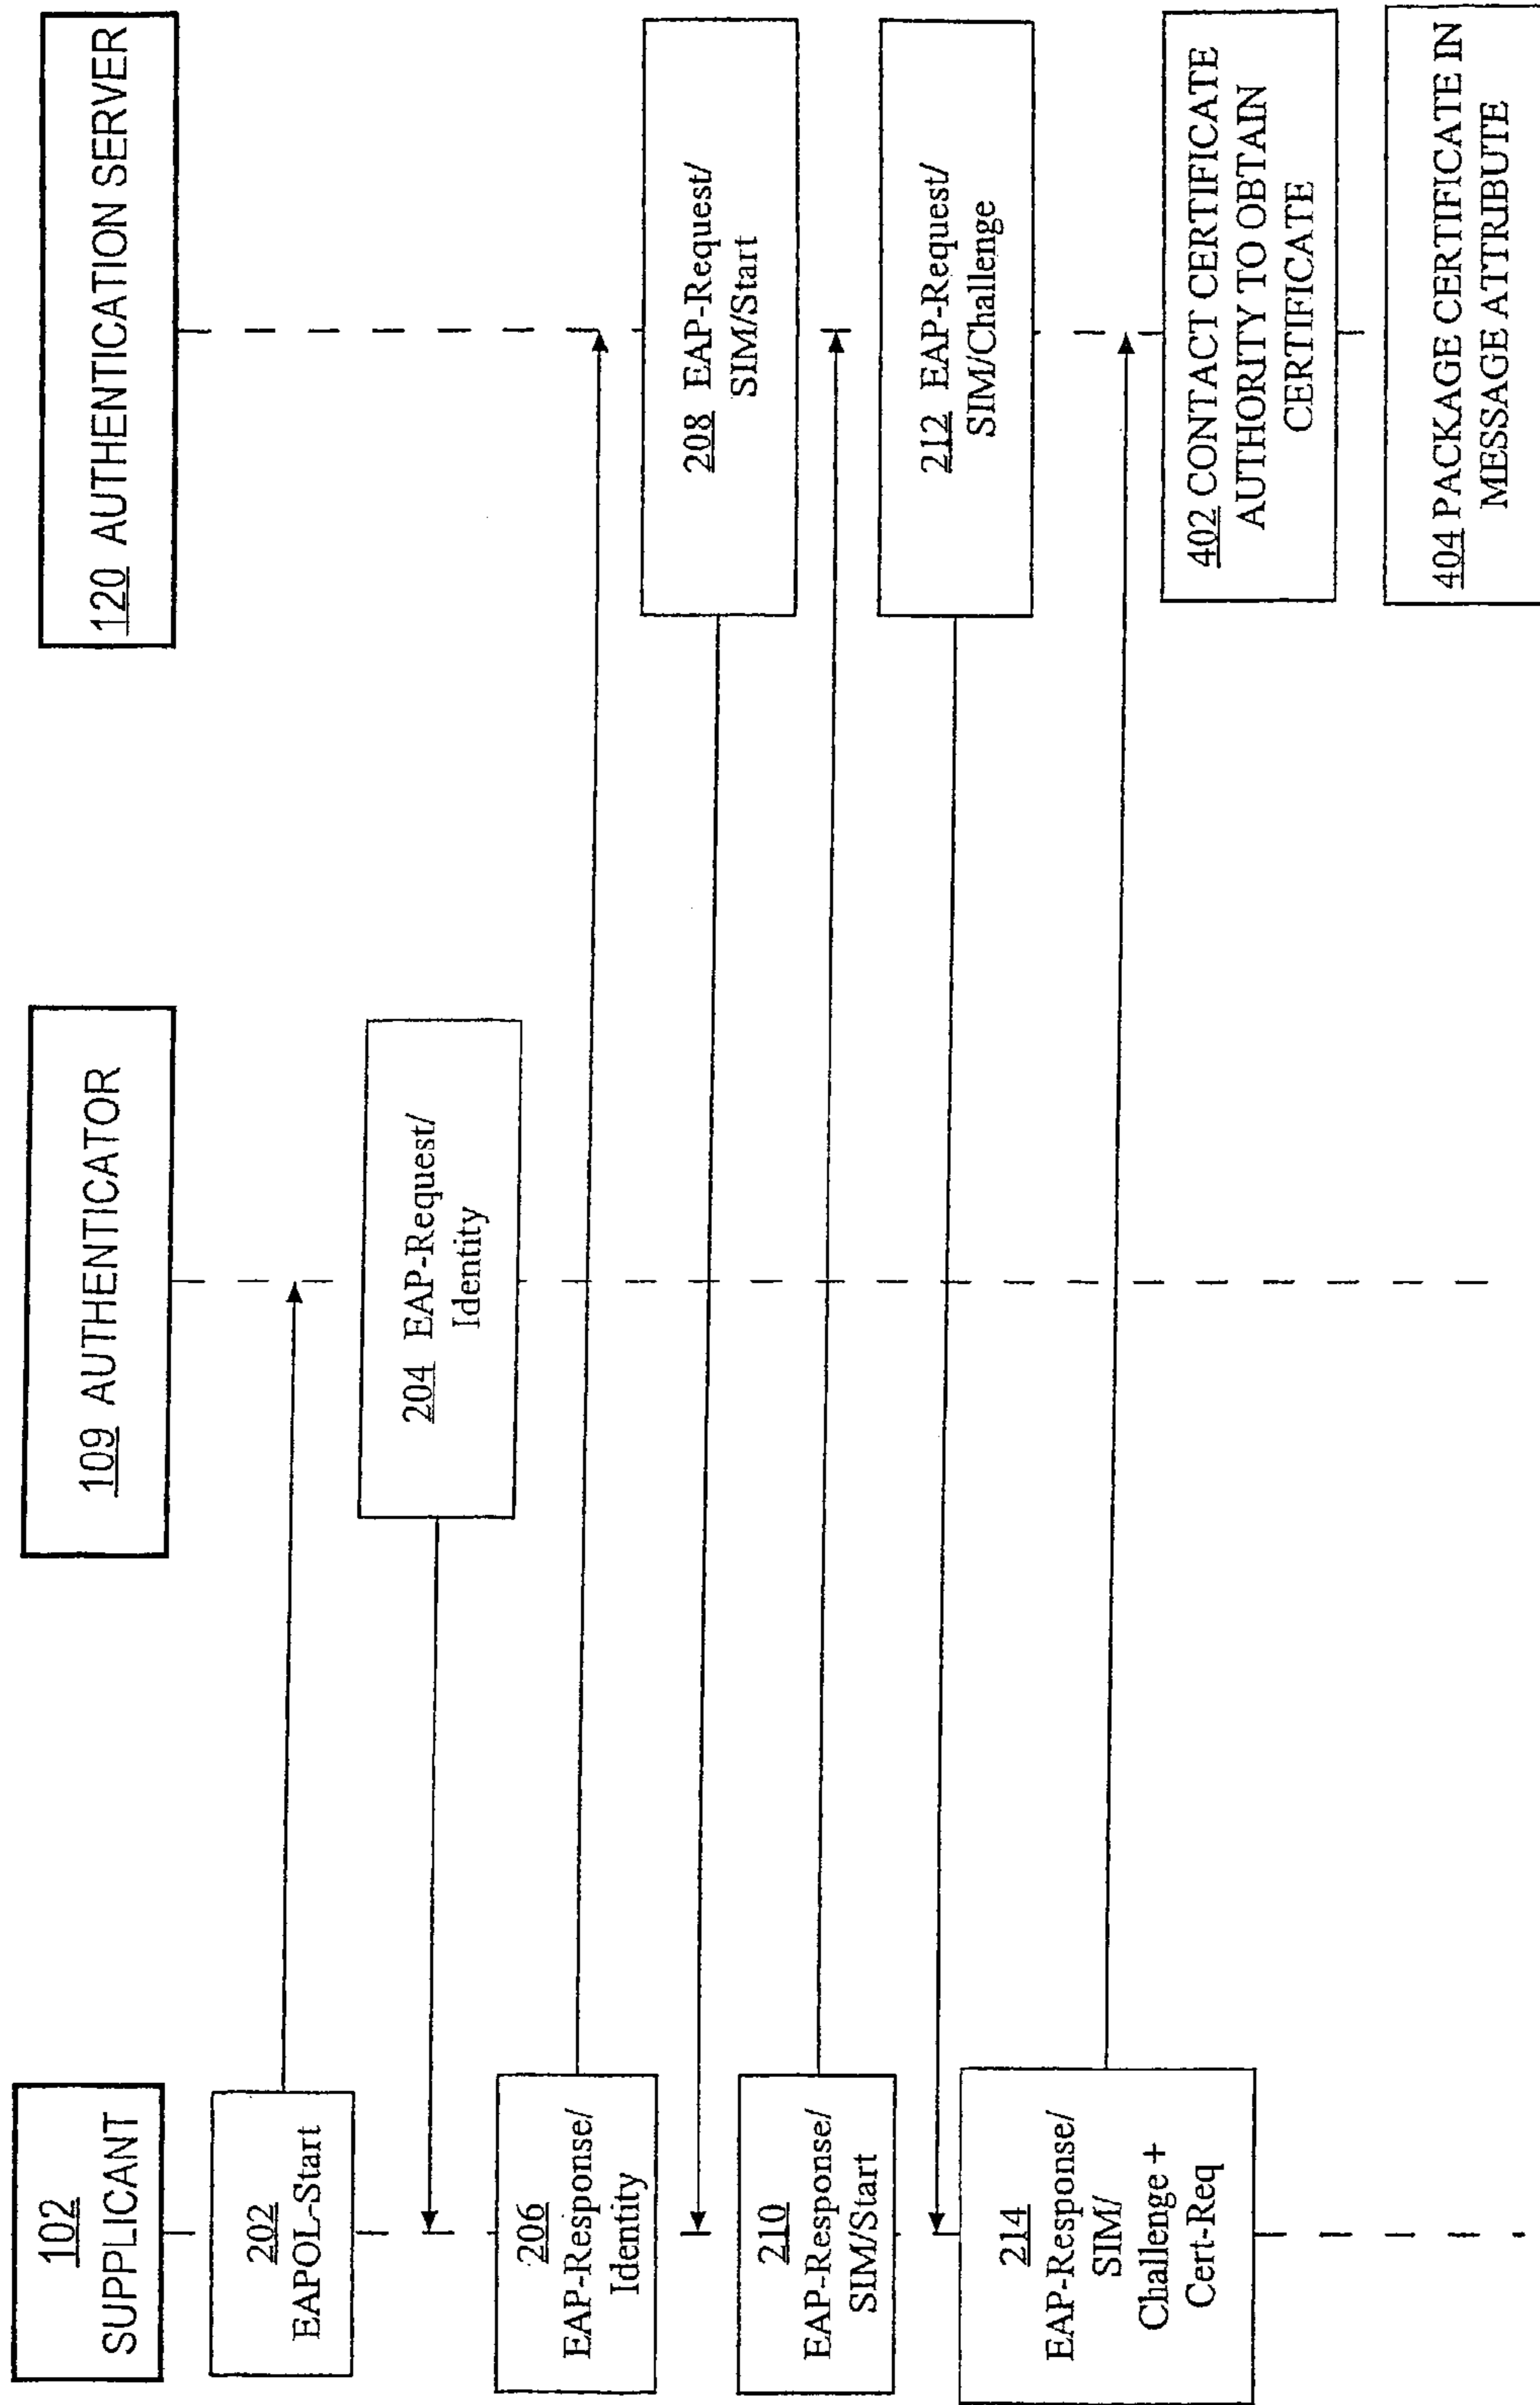 102
SUPPLICANT
109 AUTHENTICATOR
120 AUTHENTICATION SERVER
202
EAPOL-Start
204 EAP-Request/
Identity
206
EAP-Response/
Identity
208 EAP-Request/
SIM/Start
210
EAP-Response/
SIM/Start
212 EAP-Request/
SIM/Challenge
214
EAP-Response/
SIM/
Challenge +
Cert-Req
402 CONTACT CERTIFICATE
AUTHORITY TO OBTAIN
CERTIFICATE
404 PACKAGE CERTIFICATE IN
MESSAGE ATTRIBUTE